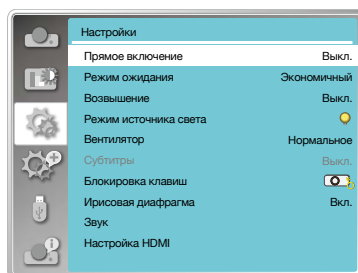 Настройки
Прямое включение Выкл.
Режим ожидания Экономичный
Возвышение Выкл.
Режим источника света
Вентилятор Нормальное
Субтитры Выкл.
Блокировка клавиш
Ирисовая диафрагма Вкл.
Звук
Настройка HDMI